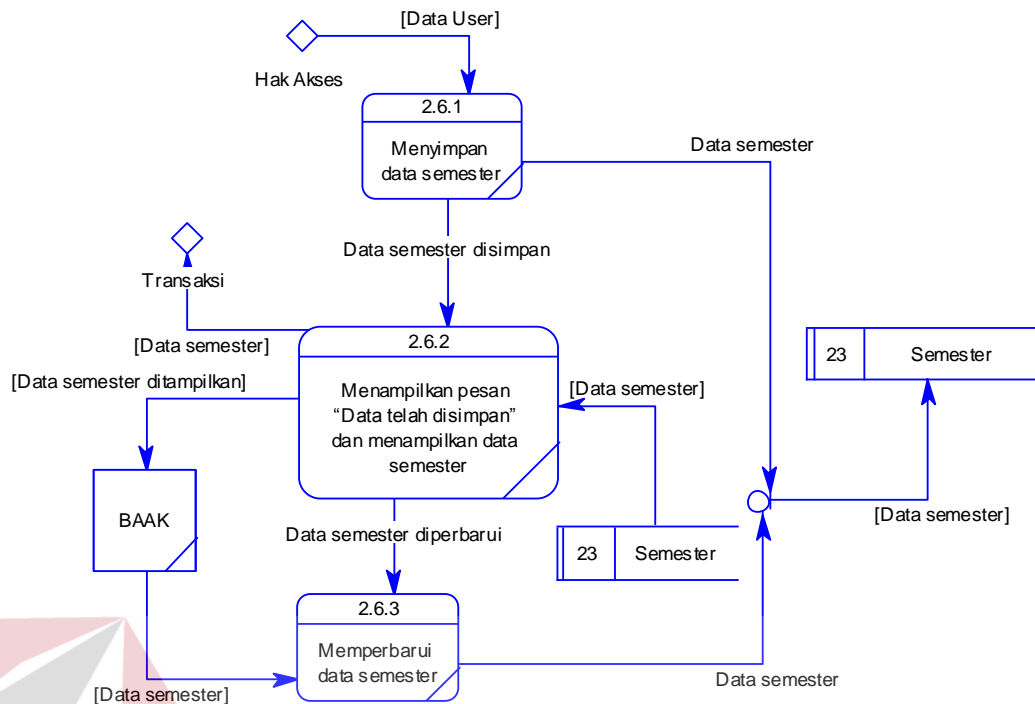 [Data User]
Hak Akses
2.6.1
Menyimpan
data semester
Data semester
Data semester disimpan
Transaksi
[Data semester]
2.6.2
Menampilkan pesan
“Data telah disimpan”
dan menampilkan data
semester
[Data semester ditampilkan]
[Data semester]
23 Semester
BAAK
Data semester diperbarui
23 Semester
[Data semester]
2.6.3
Memperbarui
data semester
[Data semester]
Data semester